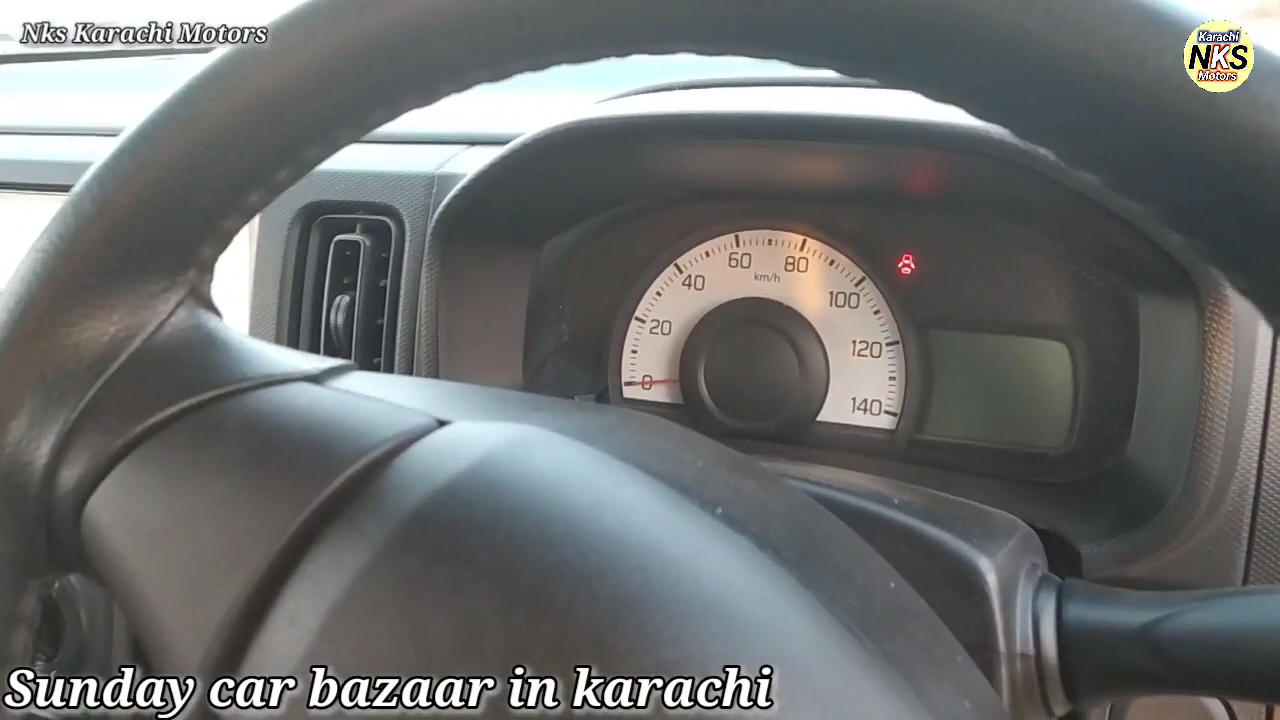 Nks Karachi Motors
Karachi
NKS
Motors
0
20
40
60
80
100
120
140
km/h
Sunday car bazaar in karachi